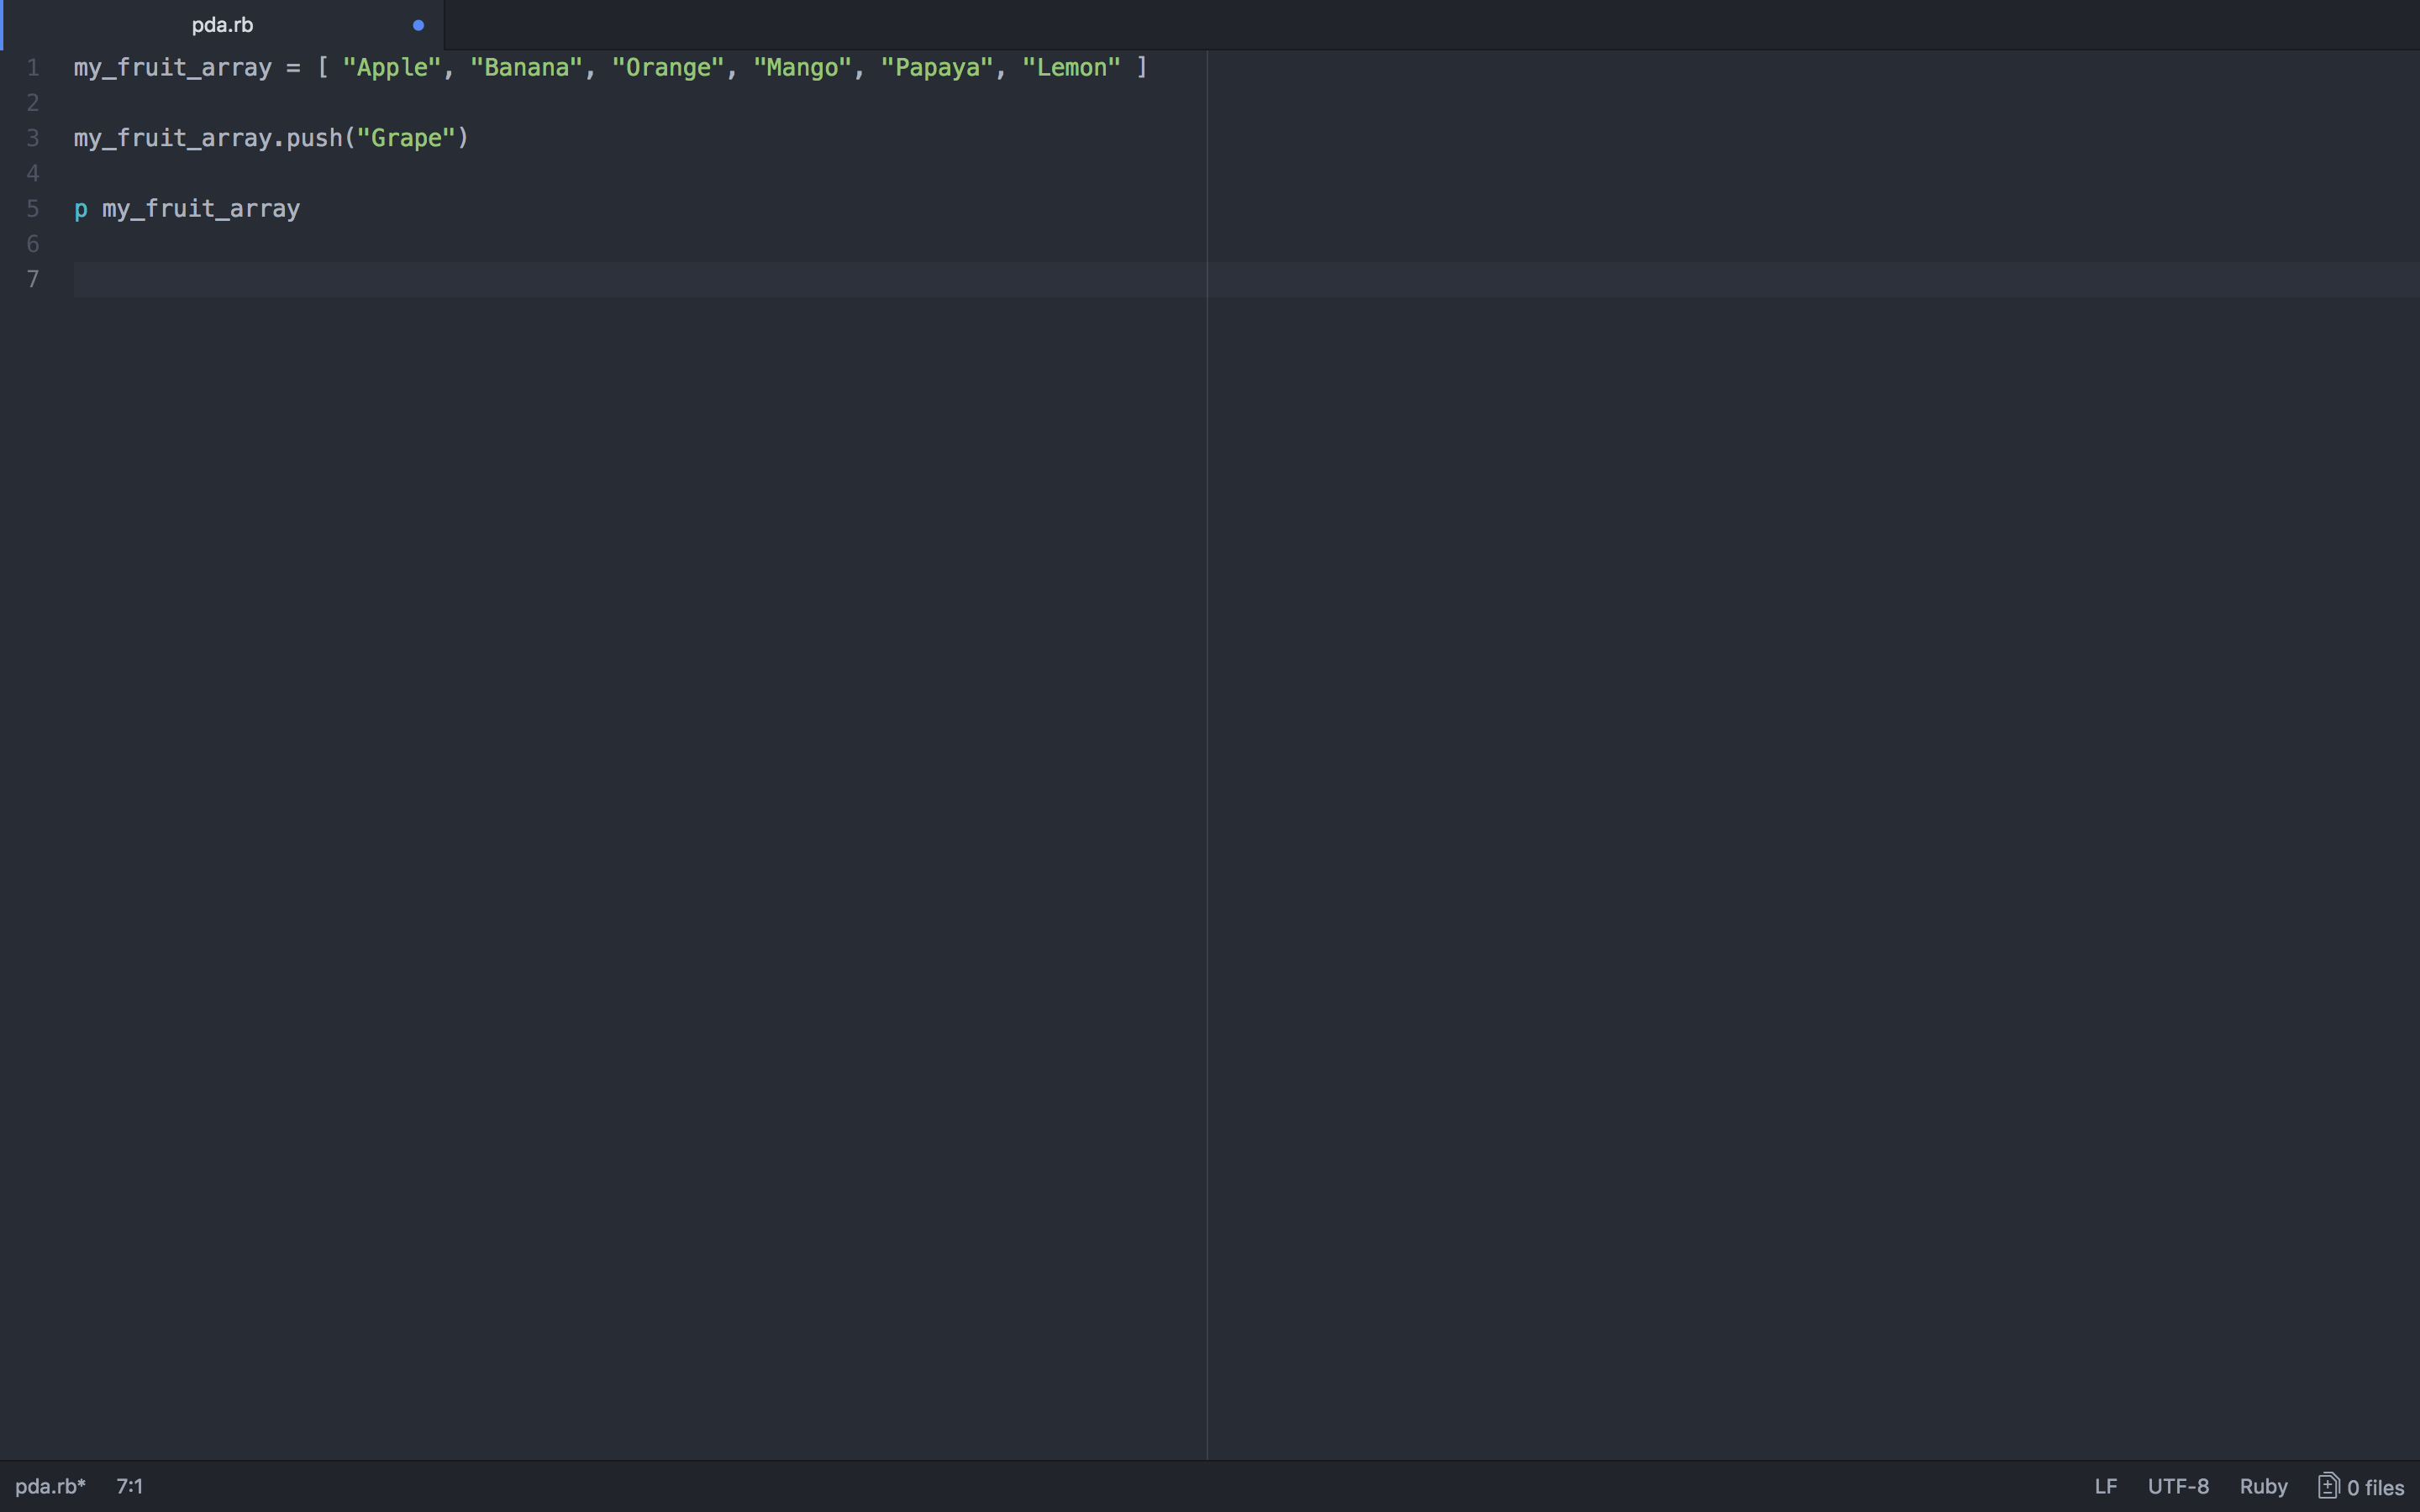 pda.rb
1 my_fruit_array = [ "Apple", "Banana", "Orange", "Mango", "Papaya", "Lemon" ]
2
3 my_fruit_array.push("Grape")
4
5 p my_fruit_array
6
7
pda.rb* 7:1 LF UTF-8 Ruby 0 files